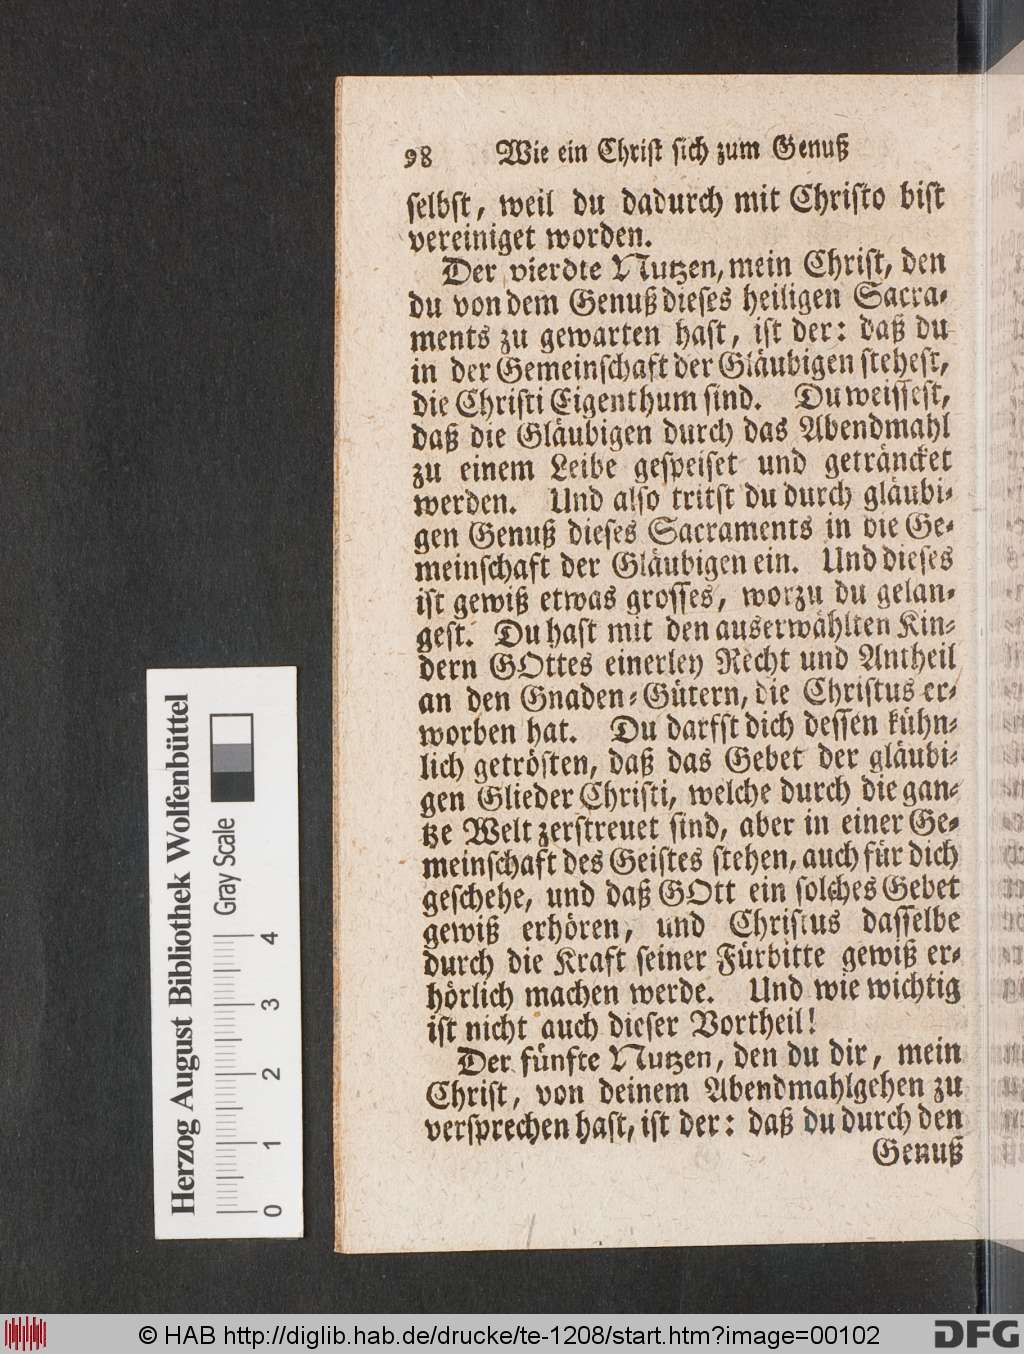 98 Wie ein Christ sich zum Genuß
selbst, weil du dadurch mit Christo bist
vereiniget worden.
Der vierdte Nutzen, mein Christ, den
du von dem Genuß dieses heiligen Sacra-
ments zu gewarten hast, ist der: daß du
in der Gemeinschaft der Gläubigen stehest,
die Christi Eigenthum sind. Du weissest,
daß die Gläubigen durch das Abendmahl
zu einem Leibe gespeiset und geträncket
werden. Und also tritst du durch gläubi-
gen Genuß dieses Sacraments in die Ge-
meinschaft der Gläubigen ein. Und dieses
ist gewiß etwas grosses, worzu du gelan-
gest. Du hast mit den auserwählten Kin-
dern GOttes einerley Recht und Antheil
an den Gnaden-Gütern, die Christus er-
worben hat. Du darfst dich dessen kühn-
lich getrösten, daß das Gebet der gläubi-
gen Glieder Christi, welche durch die gan-
tze Welt zerstreuet sind, aber in einer Ge-
meinschaft des Geistes stehen, auch für dich
geschehe, und daß GOtt ein solches Gebet
gewiß erhören, und Christus dasselbe
durch die Kraft seiner Fürbitte gewiß er-
hörlich machen werde. Und wie wichtig
ist nicht auch dieser Vortheil!
Der fünfte Nutzen, den du dir, mein
Christ, von deinem Abendmahlgehen zu
versprechen hast, ist der: daß du durch den
Genuß
Herzog August Bibliothek Wolfenbüttel
Gray Scale
0 1 2 3 4
© HAB http://diglib.hab.de/drucke/te-1208/start.htm?image=00102
DFG